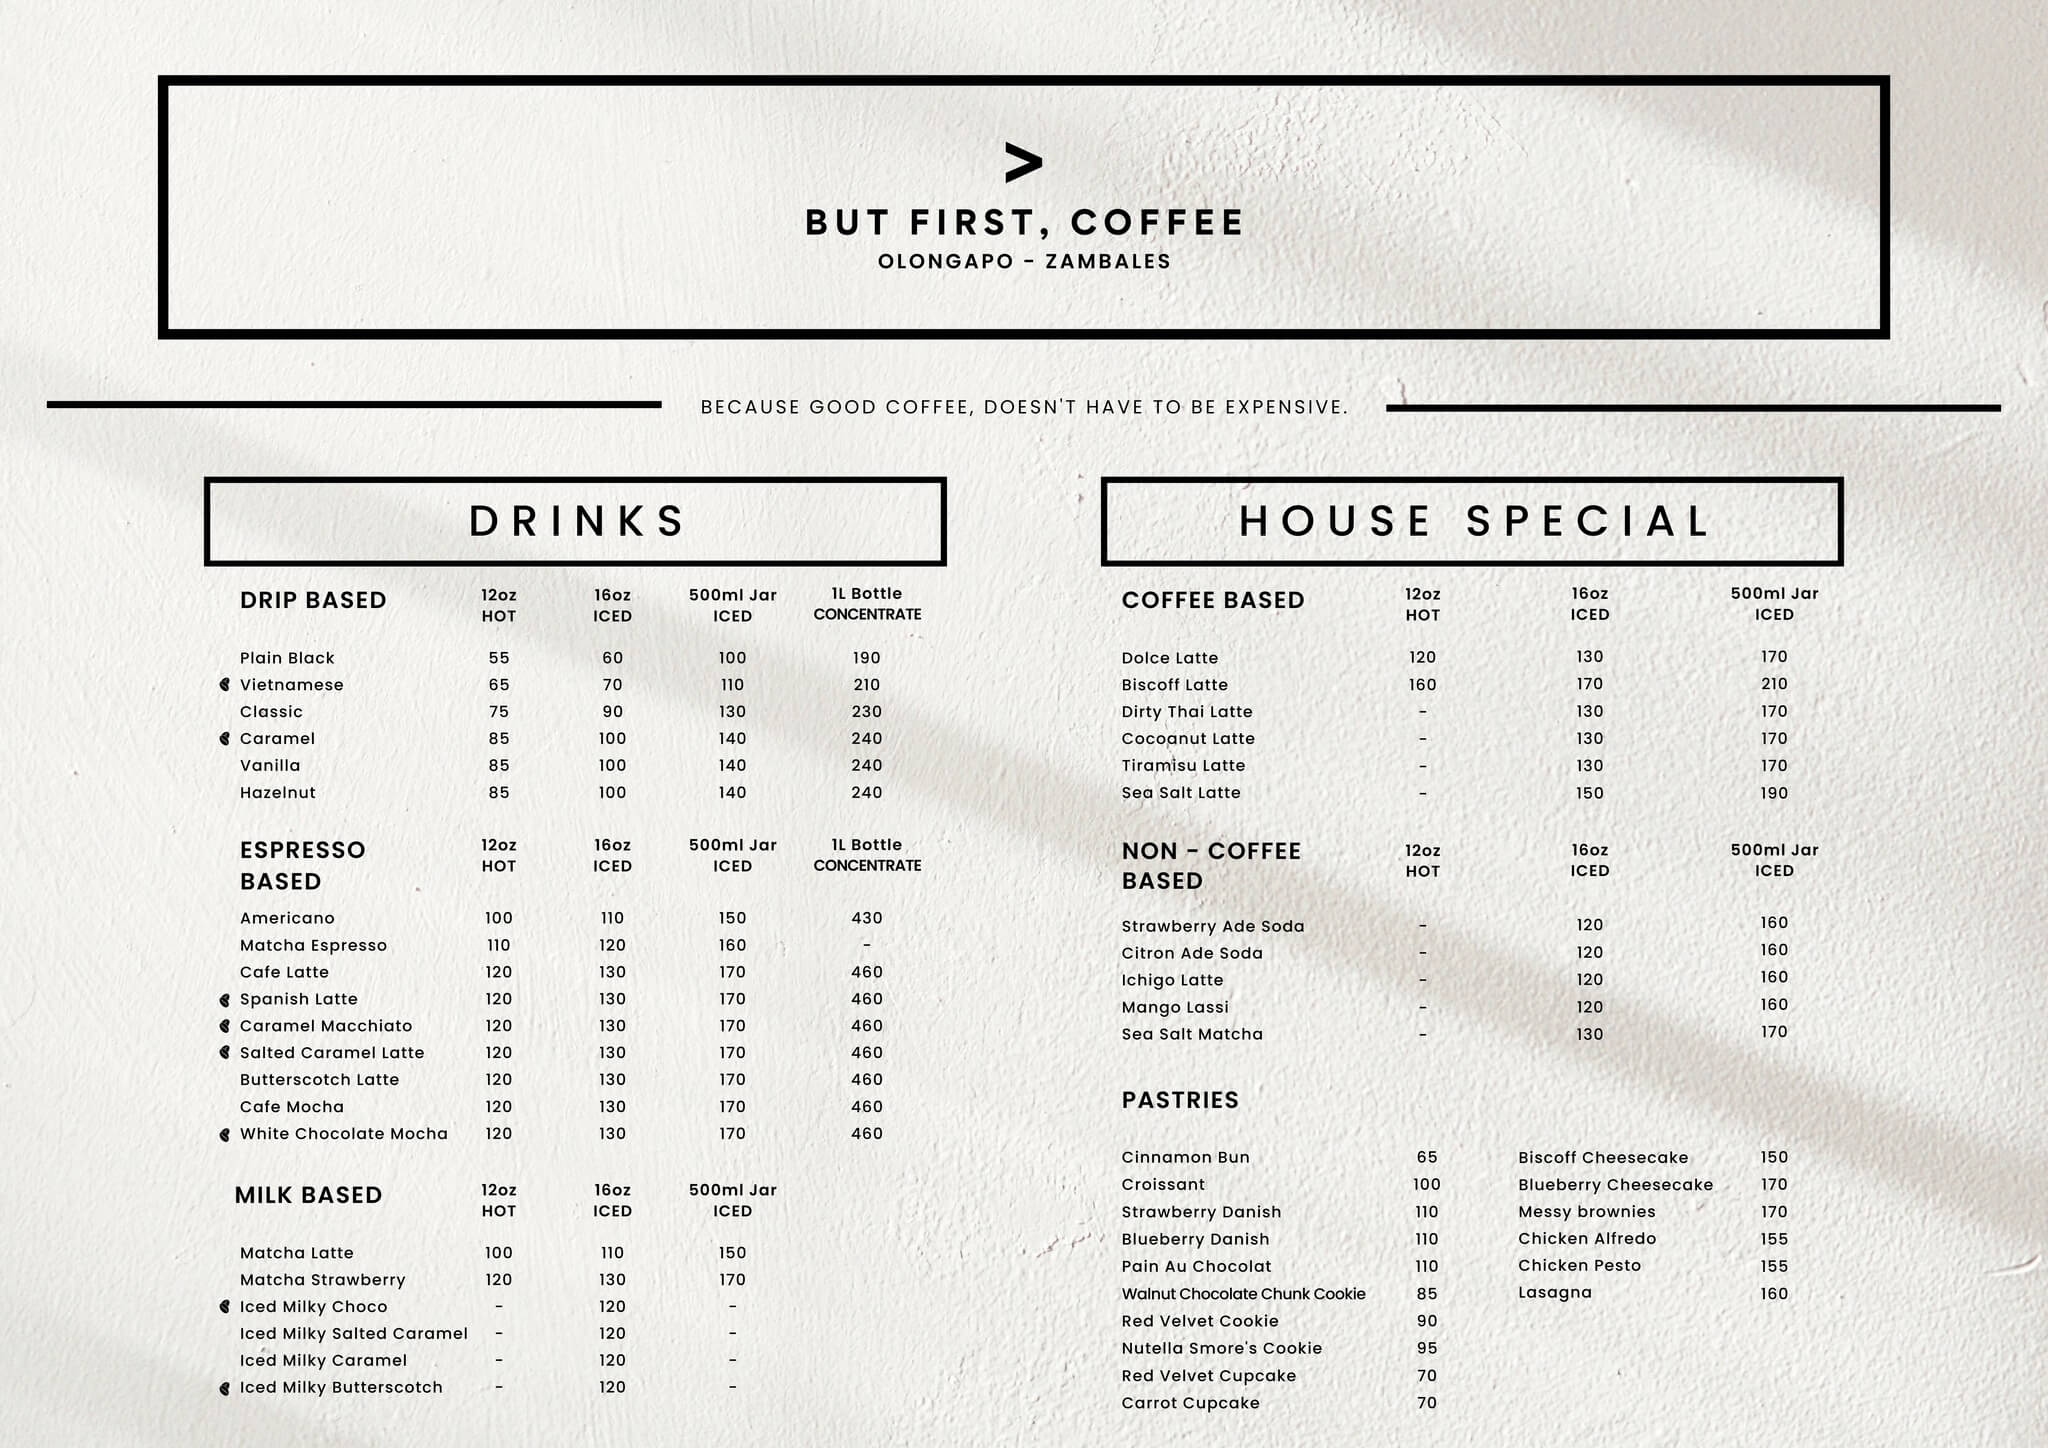 >
BUT FIRST, COFFEE
OLONGAPO - ZAMBALES
BECAUSE GOOD COFFEE, DOESN'T HAVE TO BE EXPENSIVE.
DRINKS
DRIP BASED 12oz HOT 16oz ICED 500ml Jar ICED 1L Bottle CONCENTRATE
Plain Black 55 60 100 190
Vietnamese 65 70 110 210
Classic 75 90 130 230
Caramel 85 100 140 240
Vanilla 85 100 140 240
Hazelnut 85 100 140 240
ESPRESSO BASED 12oz HOT 16oz ICED 500ml Jar ICED 1L Bottle CONCENTRATE
Americano 100 110 150 430
Matcha Espresso 110 120 160 -
Cafe Latte 120 130 170 460
Spanish Latte 120 130 170 460
Caramel Macchiato 120 130 170 460
Salted Caramel Latte 120 130 170 460
Butterscotch Latte 120 130 170 460
Cafe Mocha 120 130 170 460
White Chocolate Mocha 120 130 170 460
MILK BASED 12oz HOT 16oz ICED 500ml Jar ICED
Matcha Latte 100 110 150
Matcha Strawberry 120 130 170
Iced Milky Choco - 120 -
Iced Milky Salted Caramel - 120 -
Iced Milky Caramel - 120 -
Iced Milky Butterscotch - 120 -
HOUSE SPECIAL
COFFEE BASED 12oz HOT 16oz ICED 500ml Jar ICED
Dolce Latte 120 130 170
Biscoff Latte 160 170 210
Dirty Thai Latte - 130 170
Cocoanut Latte - 130 170
Tiramisu Latte - 130 170
Sea Salt Latte - 150 190
NON - COFFEE BASED 12oz HOT 16oz ICED 500ml Jar ICED
Strawberry Ade Soda - 120 160
Citron Ade Soda - 120 160
Ichigo Latte - 120 160
Mango Lassi - 120 160
Sea Salt Matcha - 130 170
PASTRIES
Cinnamon Bun 65
Croissant 100
Strawberry Danish 110
Blueberry Danish 110
Pain Au Chocolat 110
Walnut Chocolate Chunk Cookie 85
Red Velvet Cookie 90
Nutella Smore's Cookie 95
Red Velvet Cupcake 70
Carrot Cupcake 70
Biscoff Cheesecake 150
Blueberry Cheesecake 170
Messy brownies 170
Chicken Alfredo 155
Chicken Pesto 155
Lasagna 160